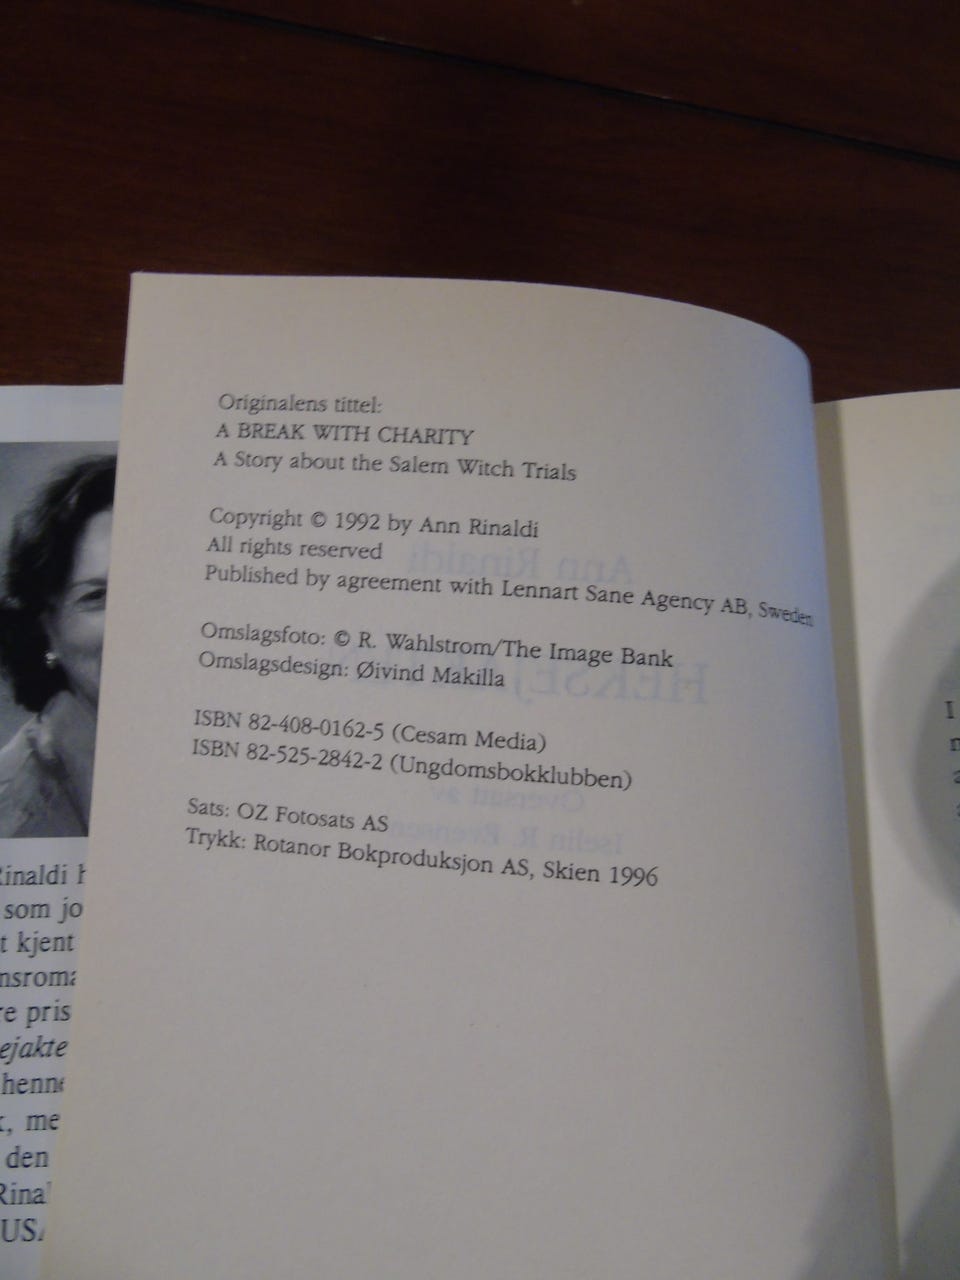 Originalens tittel:
A BREAK WITH CHARITY
A Story about the Salem Witch Trials
Copyright © 1992 by Ann Rinaldi
All rights reserved
Published by agreement with Lennart Sane Agency AB, Sweden
Omslagsfoto: © R. Wahlstrom/The Image Bank
Omslagsdesign: Øivind Makilla
ISBN 82-408-0162-5 (Cesam Media)
ISBN 82-525-2842-2 (Ungdomsbokklubben)
Sats: OZ Fotosats AS
Trykk: Rotanor Bokproduksjon AS, Skien 1996
Rinaldi
som jo
t kjent
re pris
ejakte
henne
, me
den
USA
I